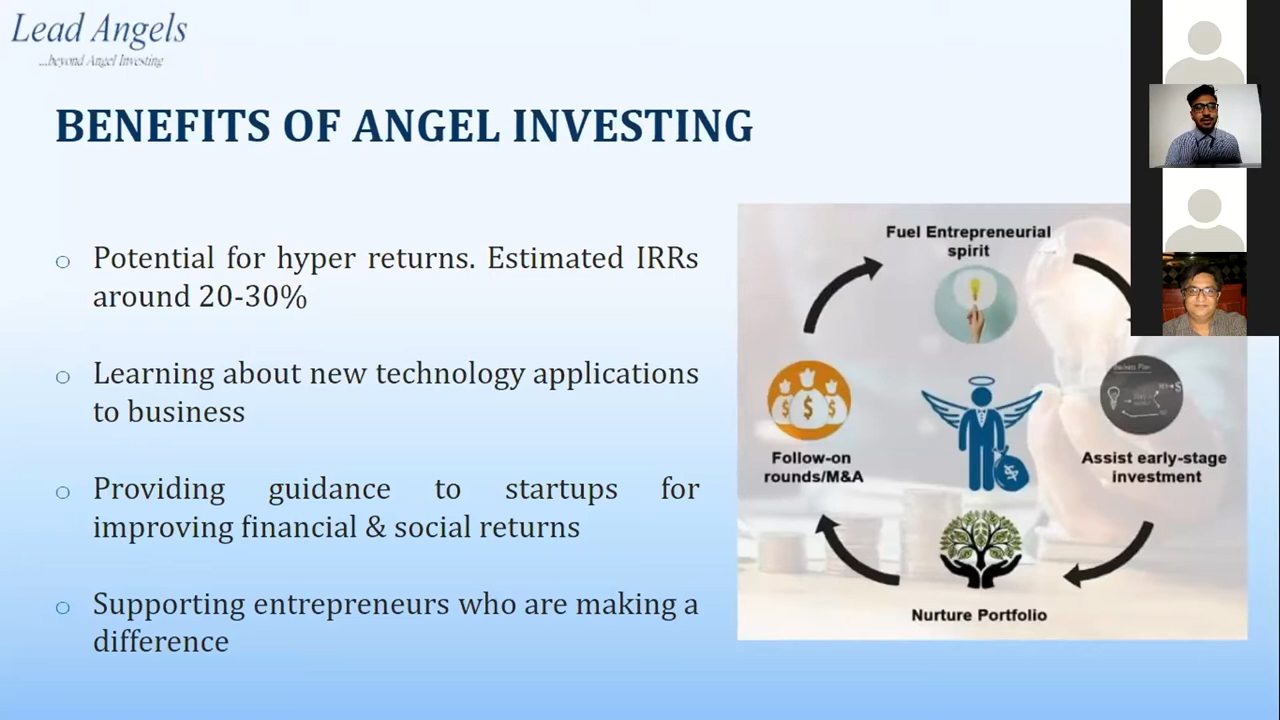 Lead Angels
...beyond Angel Investing
BENEFITS OF ANGEL INVESTING
Potential for hyper returns. Estimated IRRs
around 20-30%
Learning about new technology applications
to business
Providing guidance to startups for
improving financial & social returns
Supporting entrepreneurs who are making a
difference
Fuel Entrepreneurial
spirit
Assist early-stage
investment
Nurture Portfolio
Follow-on
rounds/M&A